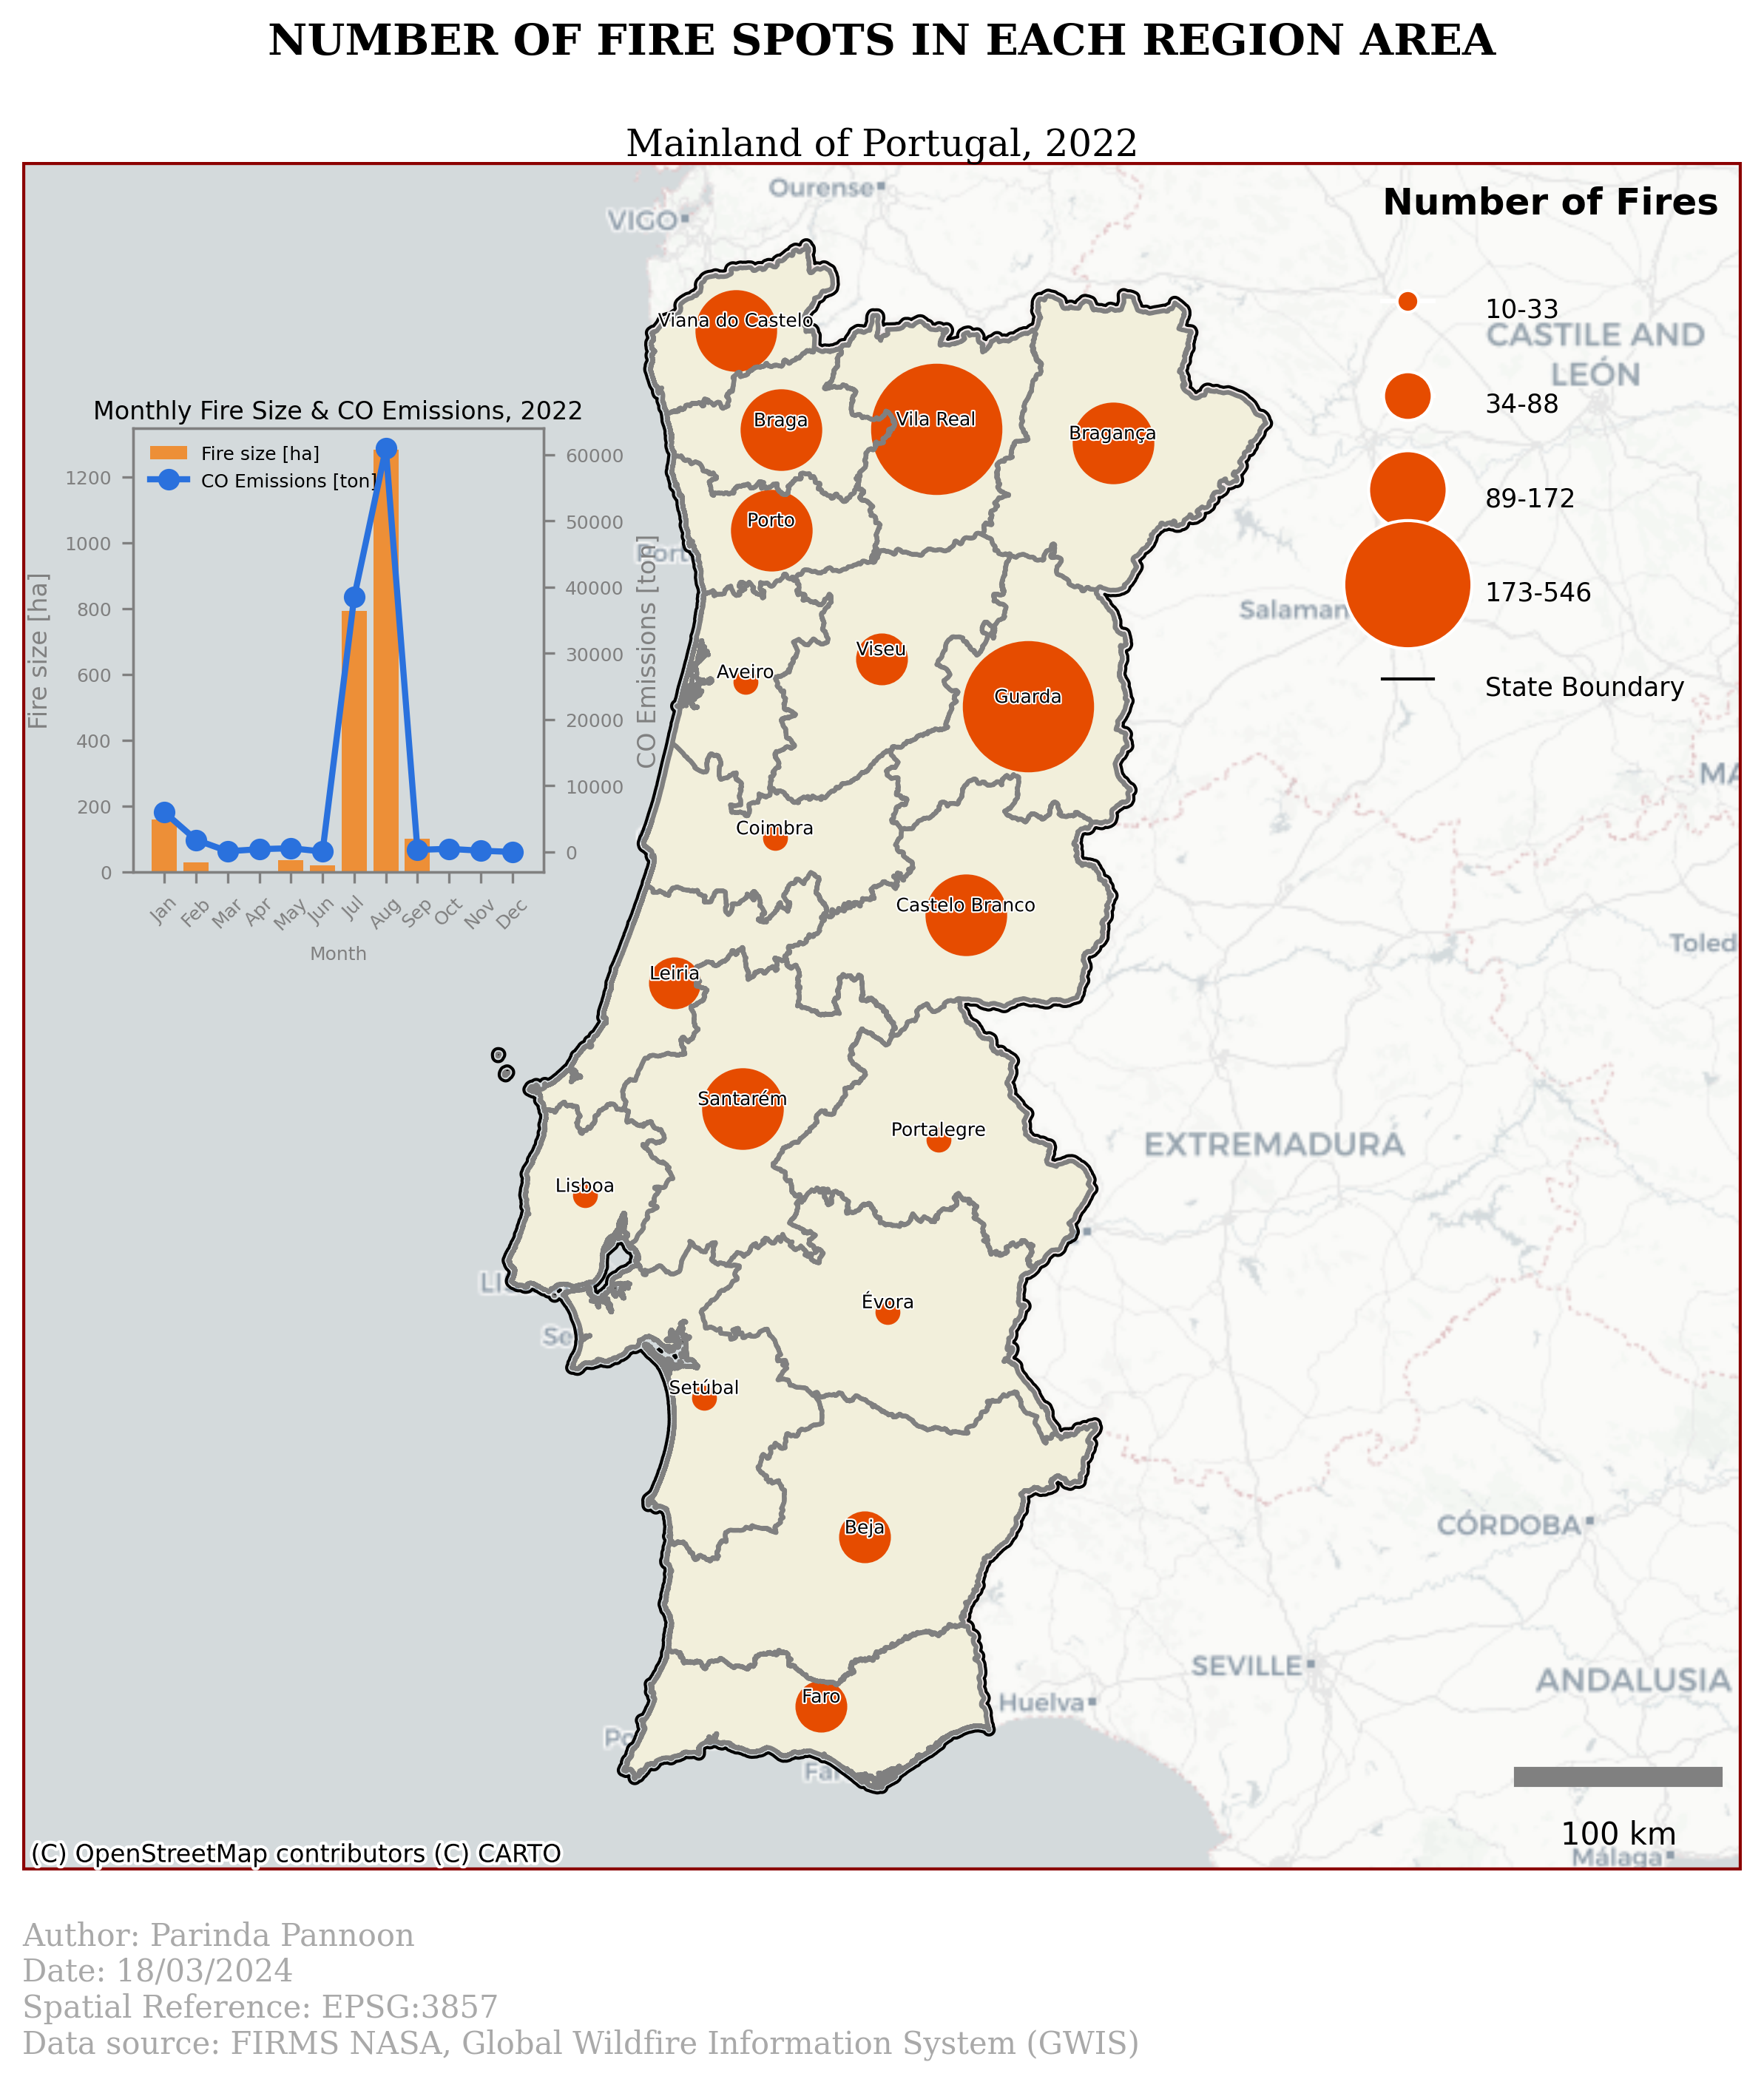 NUMBER OF FIRE SPOTS IN EACH REGION AREA
Mainland of Portugal, 2022
Ourense
VIGO
Number of Fires
10-33
CASTILE AND
LEÓN
34-88
89-172
173-546
State Boundary
Viana do Castelo
Braga
Vila Real
Bragança
Porto
Port
Salaman
Monthly Fire Size & CO Emissions, 2022
Fire size [ha]
CO Emissions [ton]
1200
1000
800
600
400
200
0
Fire size [ha]
60000
50000
40000
30000
20000
10000
0
CO Emissions [ton]
Jan
Feb
Mar
Apr
May
Jun
Jul
Aug
Sep
Oct
Nov
Dec
Month
Aveiro
Viseu
Guarda
MA
Coimbra
Castelo Branco
Toled
Leiria
Santarém
Portalegre
EXTREMADURA
Lisboa
LIS
Se
Évora
Setúbal
Beja
CÓRDOBA
SEVILLE
ANDALUSIA
Huelva
Faro
Po
Far
100 km
Málaga
(C) OpenStreetMap contributors (C) CARTO
Author: Parinda Pannoon
Date: 18/03/2024
Spatial Reference: EPSG:3857
Data source: FIRMS NASA, Global Wildfire Information System (GWIS)